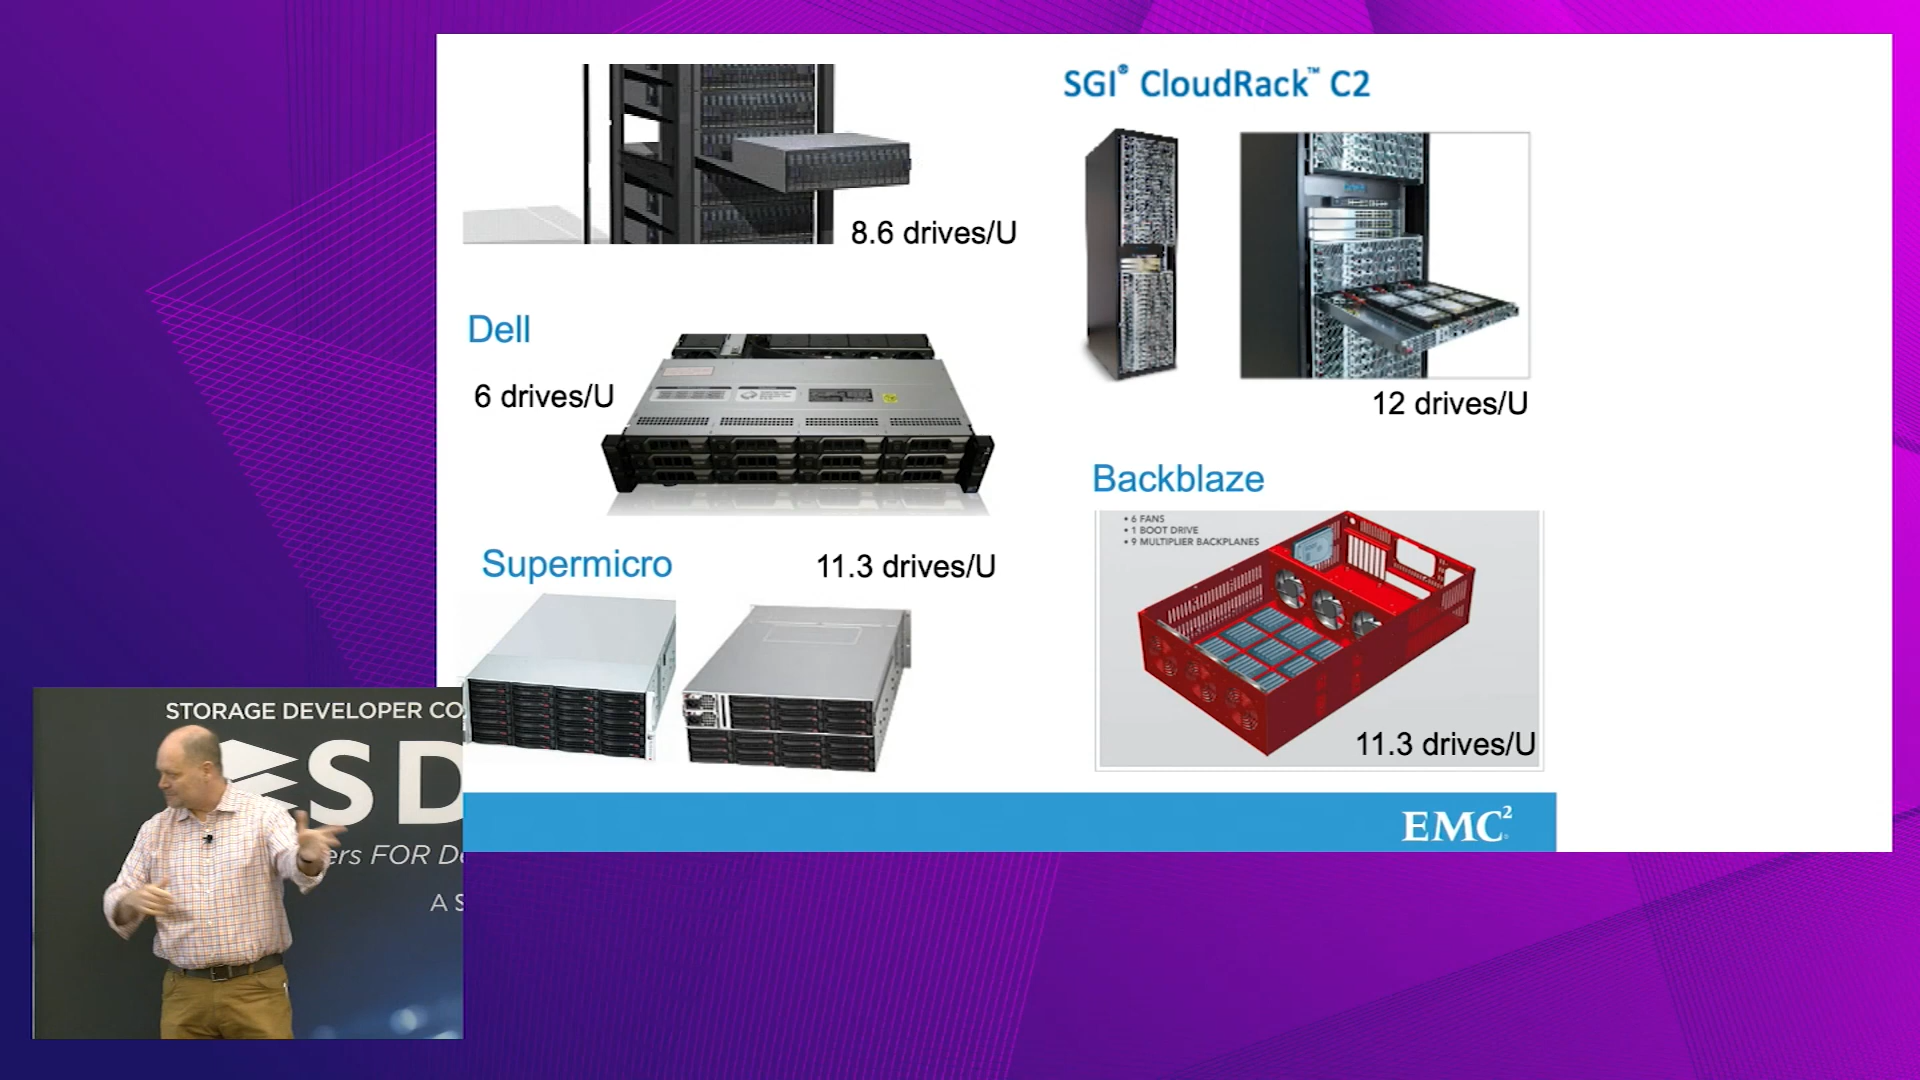 SGI® CloudRack™ C2
8.6 drives/U
12 drives/U
Dell
6 drives/U
Backblaze
• 6 FANS
• 1 BOOT DRIVE
• 9 MULTIPLIER BACKPLANES
11.3 drives/U
Supermicro
11.3 drives/U
EMC²
STORAGE DEVELOPER CO
SD
ers FOR De
A S